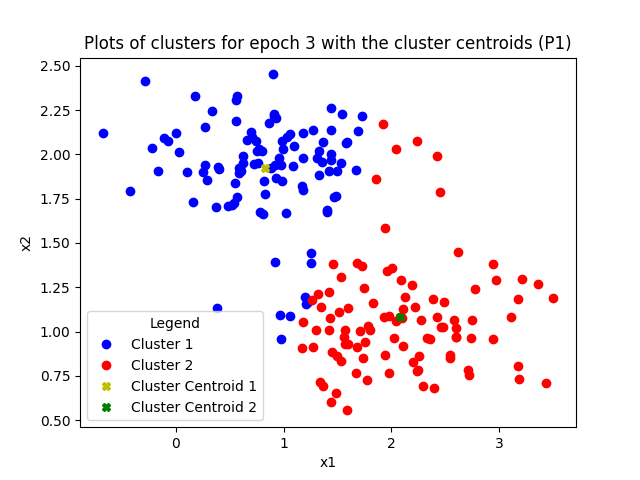 Plots of clusters for epoch 3 with the cluster centroids (P1)
2.50
2.25
2.00
1.75
1.50
1.25
1.00
0.75
0.50
x2
Legend
Cluster 1
Cluster 2
Cluster Centroid 1
Cluster Centroid 2
0 1 2 3
x1